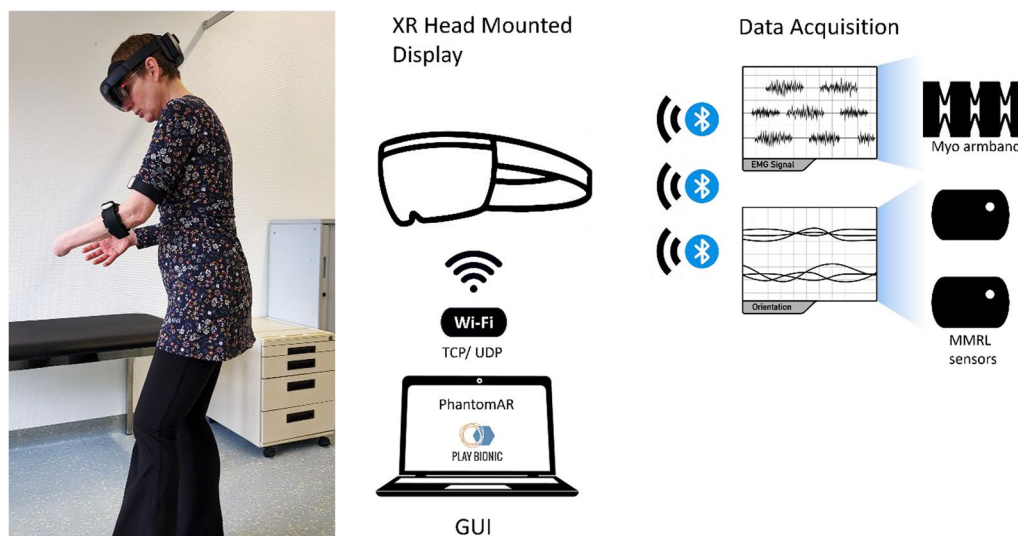 XR Head Mounted
Display
Wi-Fi
TCP/ UDP
PhantomAR
PLAY BIONIC
GUI
Data Acquisition
EMG Signal
Myo armband
Orientation
MMRL
sensors